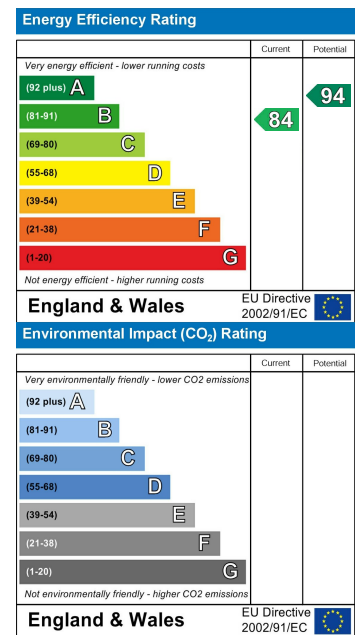 Energy Efficiency Rating
Current Potential
Very energy efficient - lower running costs
(92 plus) A
94
(81-91) B
84
(69-80) C
(55-68) D
(39-54) E
(21-38) F
(1-20) G
Not energy efficient - higher running costs
England & Wales
EU Directive
2002/91/EC
Environmental Impact (CO₂) Rating
Current Potential
Very environmentally friendly - lower CO2 emissions
(92 plus) A
(81-91) B
(69-80) C
(55-68) D
(39-54) E
(21-38) F
(1-20) G
Not environmentally friendly - higher CO2 emissions
England & Wales
EU Directive
2002/91/EC